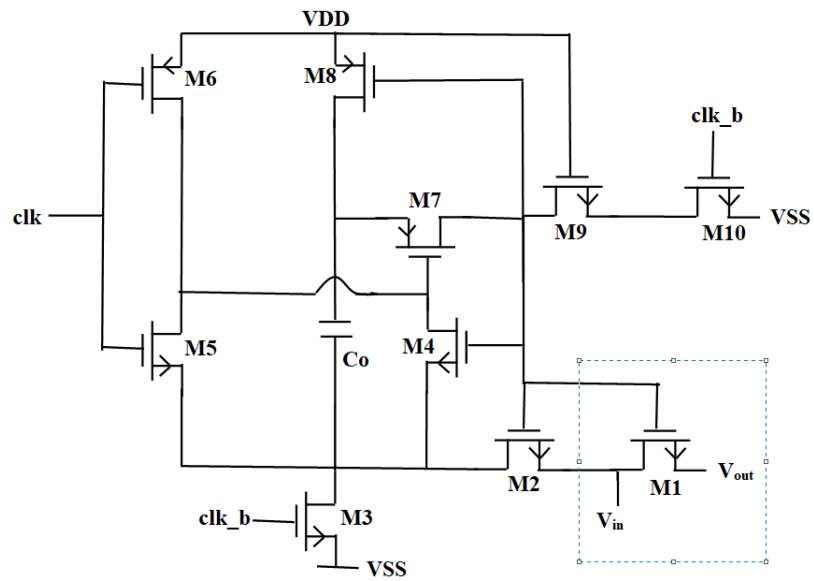 VDD
M6
M8
clk_b
M7
clk
VSS
M9
M10
M5
M4
Co
M2
M1
Vout
Vin
clk_b
M3
VSS